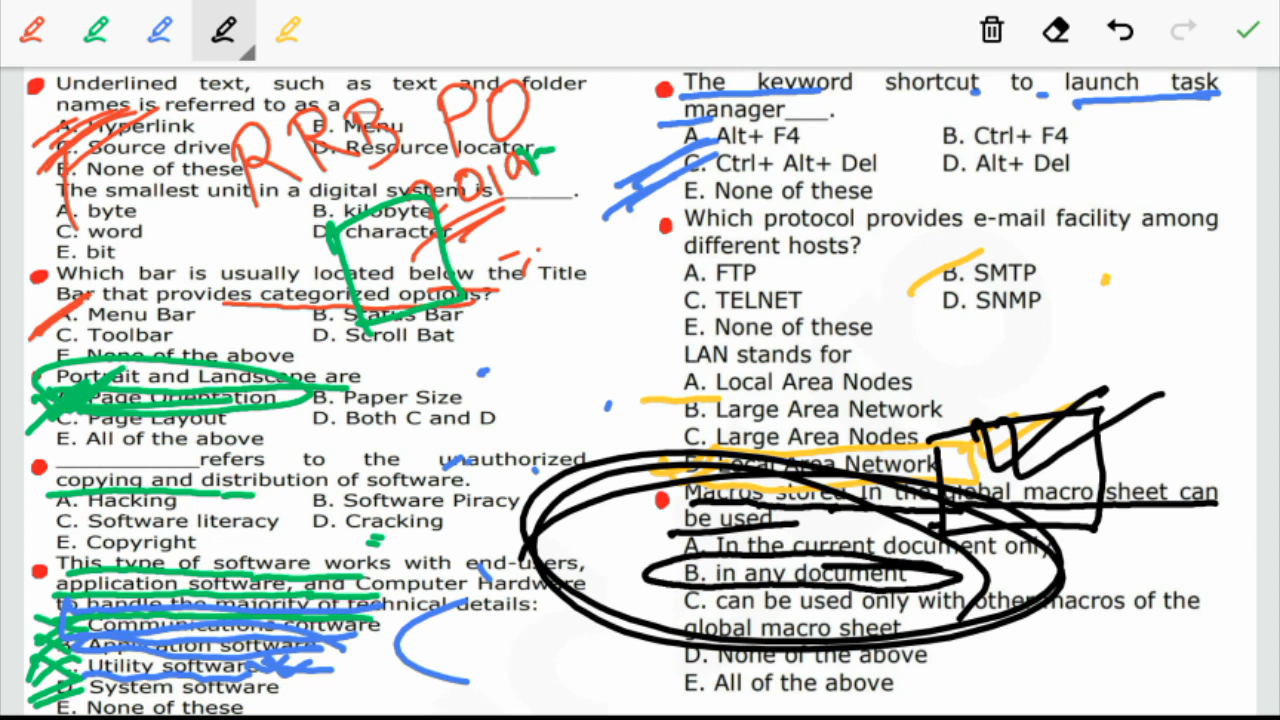 Underlined text, such as text and folder
names is referred to as a
A. Hyperlink
B. Menu
C. Source drive
D. Resource locator
E. None of these
The smallest unit in a digital system is ______.
A. byte
B. kilobyte
C. word
D. character
E. bit
Which bar is usually located below the Title
Bar that provides categorized options?
A. Menu Bar
B. Status Bar
C. Toolbar
D. Scroll Bat
E. None of the above
Portrait and Landscape are
A. Page Orientation
B. Paper Size
C. Page Layout
D. Both C and D
E. All of the above
____________refers to the unauthorized
copying and distribution of software.
A. Hacking
B. Software Piracy
C. Software literacy
D. Cracking
E. Copyright
This type of software works with end-users,
application software, and Computer Hardware
to handle the majority of technical details:
Communications software
B. Application software
C. Utility software
D. System software
E. None of these
RRB PO
The keyword shortcut to launch task
manager____.
A. Alt+ F4
B. Ctrl+ F4
C. Ctrl+ Alt+ Del
D. Alt+ Del
E. None of these
Which protocol provides e-mail facility among
different hosts?
A. FTP
B. SMTP
C. TELNET
D. SNMP
E. None of these
LAN stands for
A. Local Area Nodes
B. Large Area Network
C. Large Area Nodes
D. Local Area Network
Macros stored In the global macro sheet can
be used
A. In the current document only
B. in any document
C. can be used only with other macros of the
global macro sheet
D. None of the above
E. All of the above